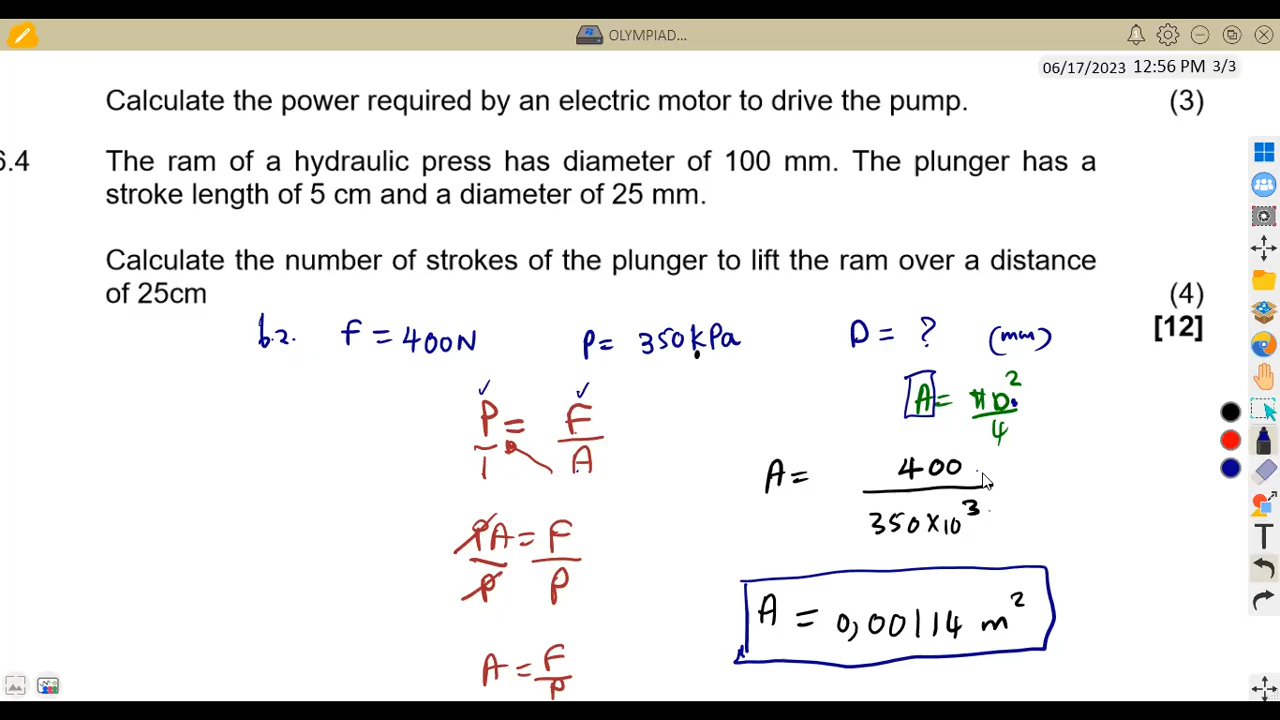 OLYMPIAD...
06/17/2023 12:56 PM 3/3
Calculate the power required by an electric motor to drive the pump. (3)
6.4 The ram of a hydraulic press has diameter of 100 mm. The plunger has a
stroke length of 5 cm and a diameter of 25 mm.
Calculate the number of strokes of the plunger to lift the ram over a distance
of 25cm (4)
[12]
6.2. F = 400N P = 350kPa D = ? (mm)
P/1 = F/A
A = πD²/4
A = 400/350×10³
PA/P = F/P
A = 0,00114 m²
A = F/P
T